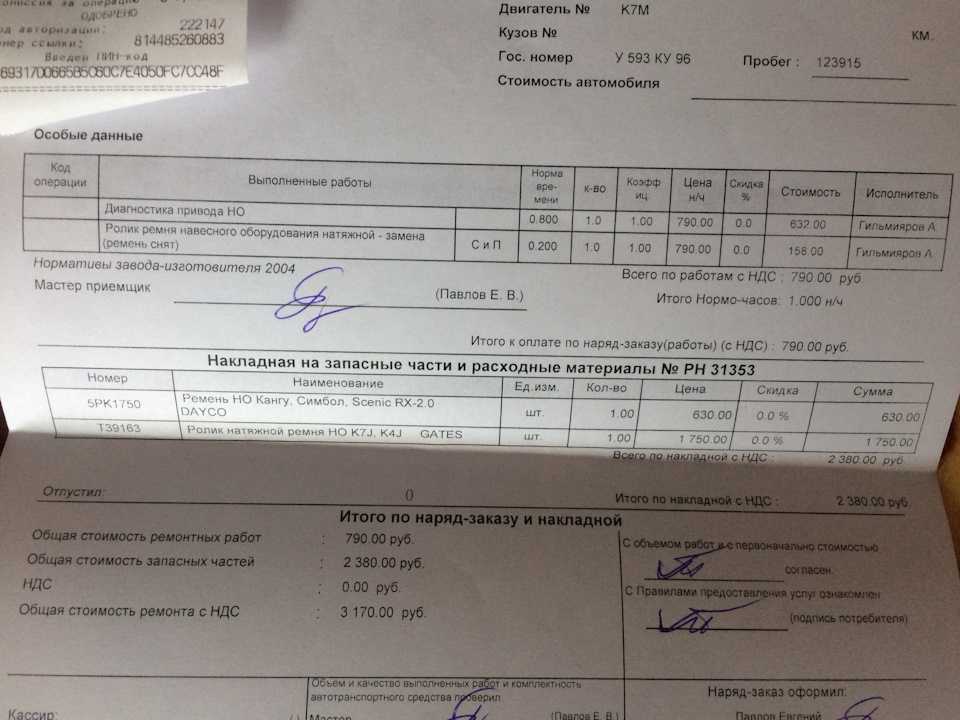 комиссия за операцию
ОДОБРЕНО
од авторизации: 222147
мер ссылки: 814485260883
Введен ПИН-код
69317D0665B5C60C7E4050FC7CC48F
Двигатель № K7M
Кузов № КМ.
Гос. номер У 593 КУ 96 Пробег : 123915
Стоимость автомобиля
Особые данные
Код операции Выполненные работы Норма вре- мени к-во Коэфф иц. Цена н/ч Скидка % Стоимость Исполнитель
Диагностика привода НО 0.800 1.0 1.00 790.00 0.0 632.00 Гильмияров А
Ролик ремня навесного оборудования натяжной - замена
(ремень снят) С и П 0.200 1.0 1.00 790.00 0.0 158.00 Гильмияров А
Нормативы завода-изготовителя 2004 Всего по работам с НДС : 790.00 руб.
Мастер приемщик (Павлов Е. В.) Итого Нормо-часов: 1.000 н/ч
Итого к оплате по наряд-заказу(работы) (с НДС) : 790.00 руб.
Накладная на запасные части и расходные материалы № РН 31353
Номер Наименование Ед.изм. Кол-во Цена Скидка Сумма
5PK1750 Ремень НО Кангу, Симбол, Scenic RX-2.0
DAYCO шт. 1.00 630.00 0.0 % 630.00
T39163 Ролик натяжной ремня НО K7J, K4J GATES шт. 1.00 1 750.00 0.0 % 1 750.00
Всего по накладной с НДС : 2 380.00 руб.
Отпустил: () Итого по накладной с НДС : 2 380.00 руб.
Итого по наряд-заказу и накладной
Общая стоимость ремонтных работ : 790.00 руб.
Общая стоимость запасных частей : 2 380.00 руб.
НДС : 0.00 руб.
Общая стоимость ремонта с НДС : 3 170.00 руб.
С объемом работ и с первоначально стоимостью
согласен.
С Правилами предоставления услуг ознакомлен
(подпись потребителя)
Объем и качество выполненных работ и комплектность
автотранспортного средства проверил
Наряд-заказ оформил:
Кассир: ( ) Мастер (Павлов Е. В.) Павлов Евгений